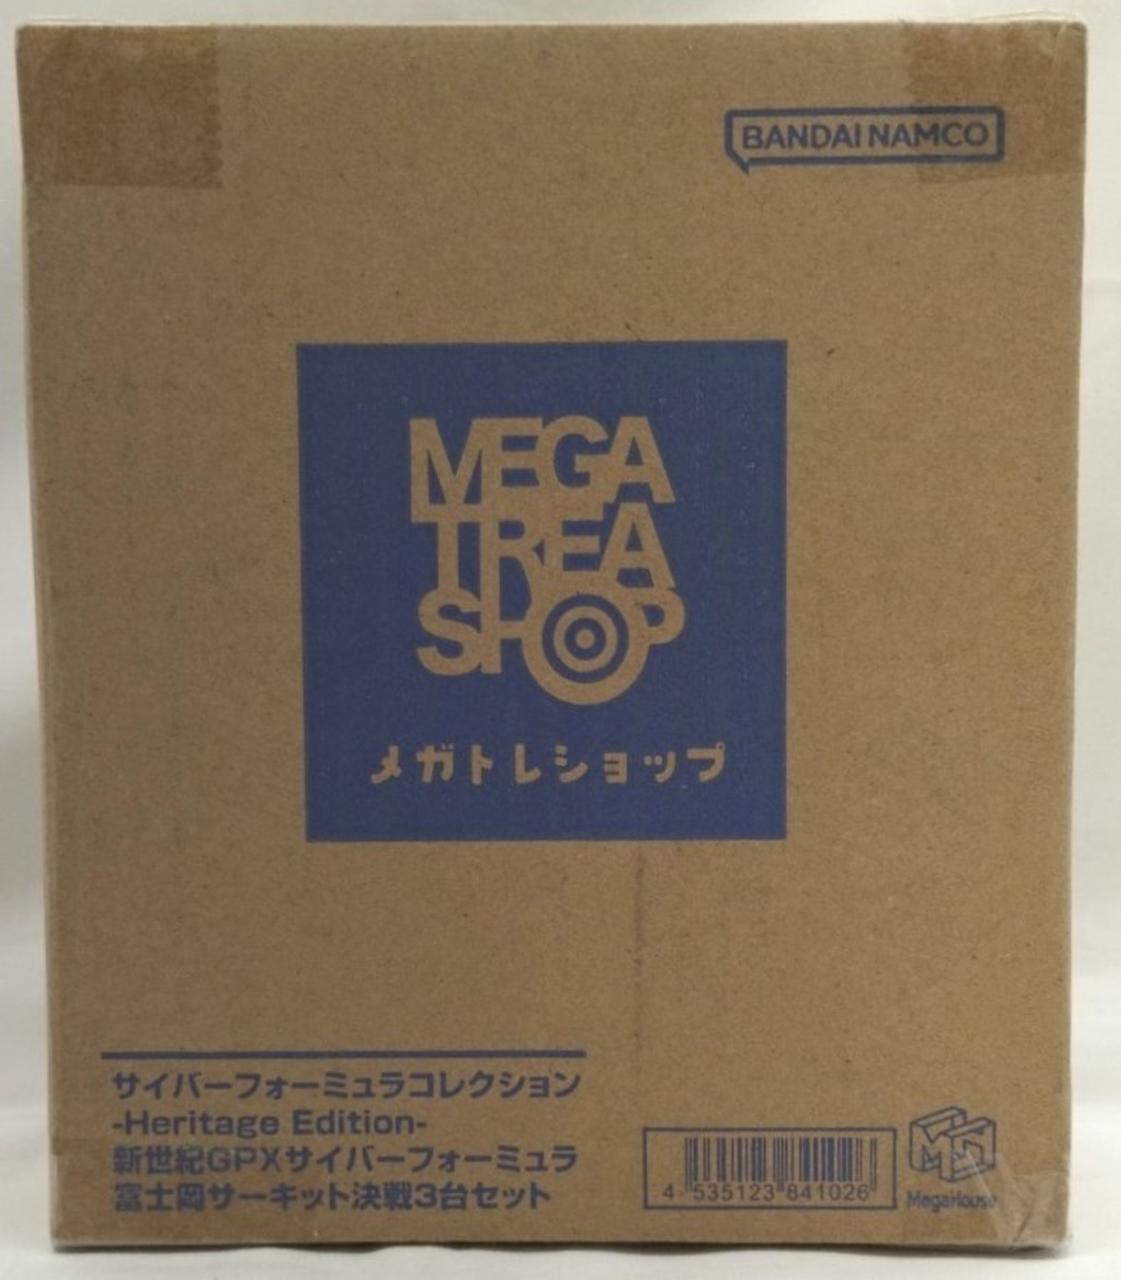 BANDAI NAMCO
MEGA
TREA
SHOP
メガトレショップ
サイバーフォーミュラコレクション
-Heritage Edition-
新世紀GPXサイバーフォーミュラ
富士岡サーキット決戦3台セット
4 535123 841026
MegaHouse